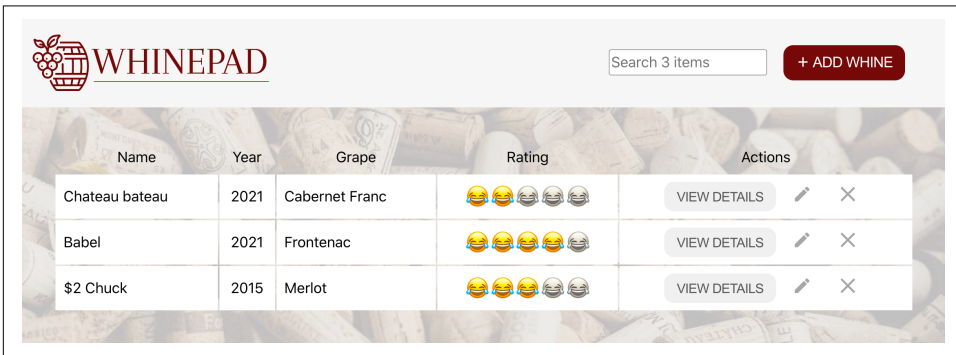 WHINEPAD
Search 3 items
+ ADD WHINE
Name Year Grape Rating Actions
Chateau bateau 2021 Cabernet Franc VIEW DETAILS
Babel 2021 Frontenac VIEW DETAILS
$2 Chuck 2015 Merlot VIEW DETAILS